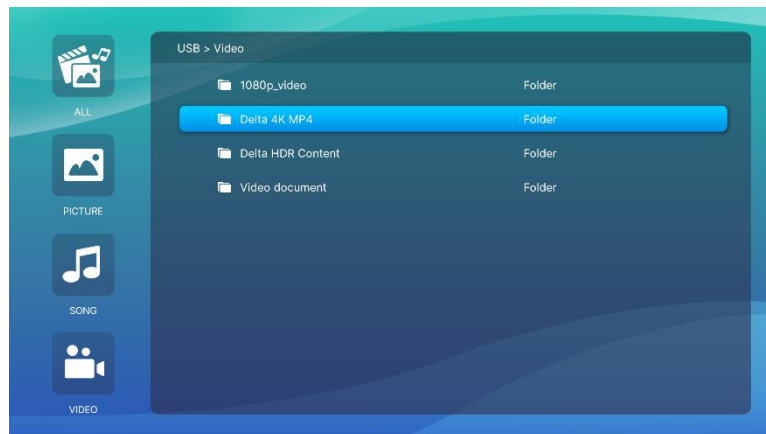 USB > Video
ALL
PICTURE
SONG
VIDEO
1080p_video Folder
Delta 4K MP4 Folder
Delta HDR Content Folder
Video document Folder